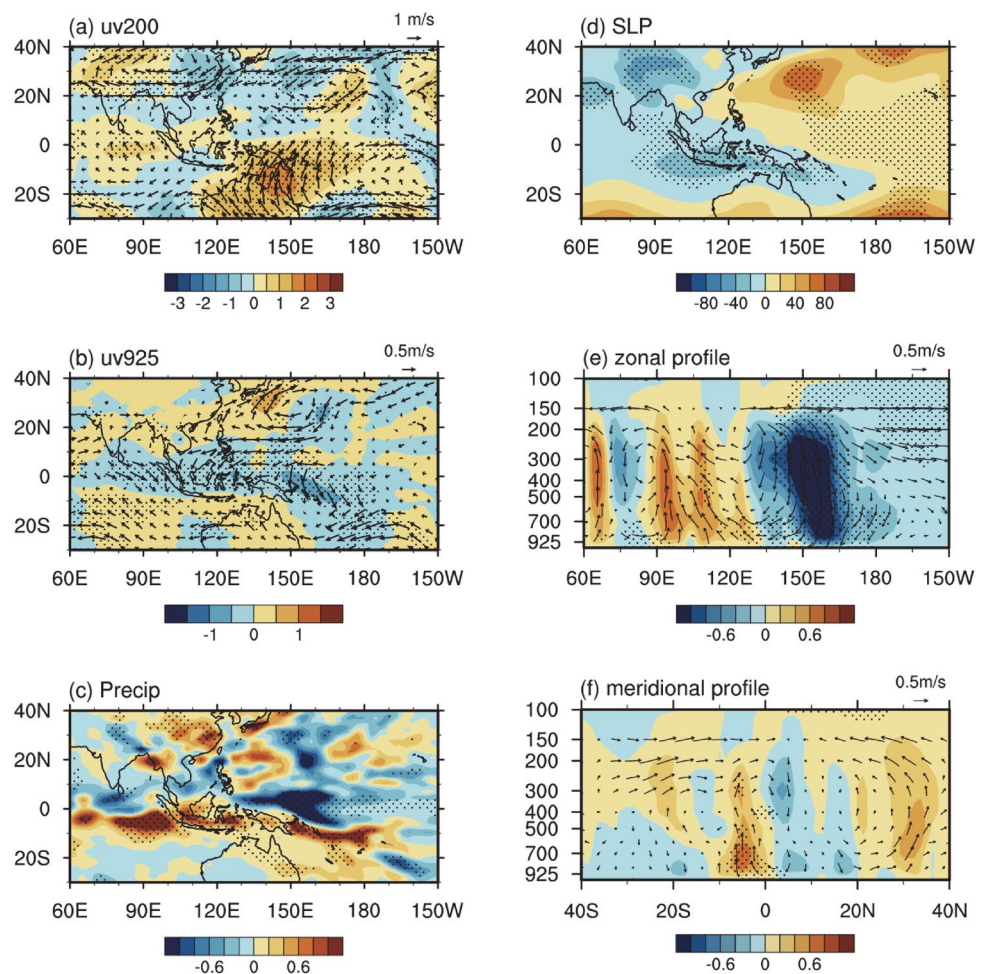 (a) uv200
1 m/s
40N
20N
0
20S
60E 90E 120E 150E 180 150W
-3 -2 -1 0 1 2 3
(b) uv925
0.5m/s
40N
20N
0
20S
60E 90E 120E 150E 180 150W
-1 0 1
(c) Precip
40N
20N
0
20S
60E 90E 120E 150E 180 150W
-0.6 0 0.6
(d) SLP
40N
20N
0
20S
60E 90E 120E 150E 180 150W
-80 -40 0 40 80
(e) zonal profile
0.5m/s
100
150
200
300
400
500
700
925
60E 90E 120E 150E 180 150W
-0.6 0 0.6
(f) meridional profile
0.5m/s
100
150
200
300
400
500
700
925
40S 20S 0 20N 40N
-0.6 0 0.6